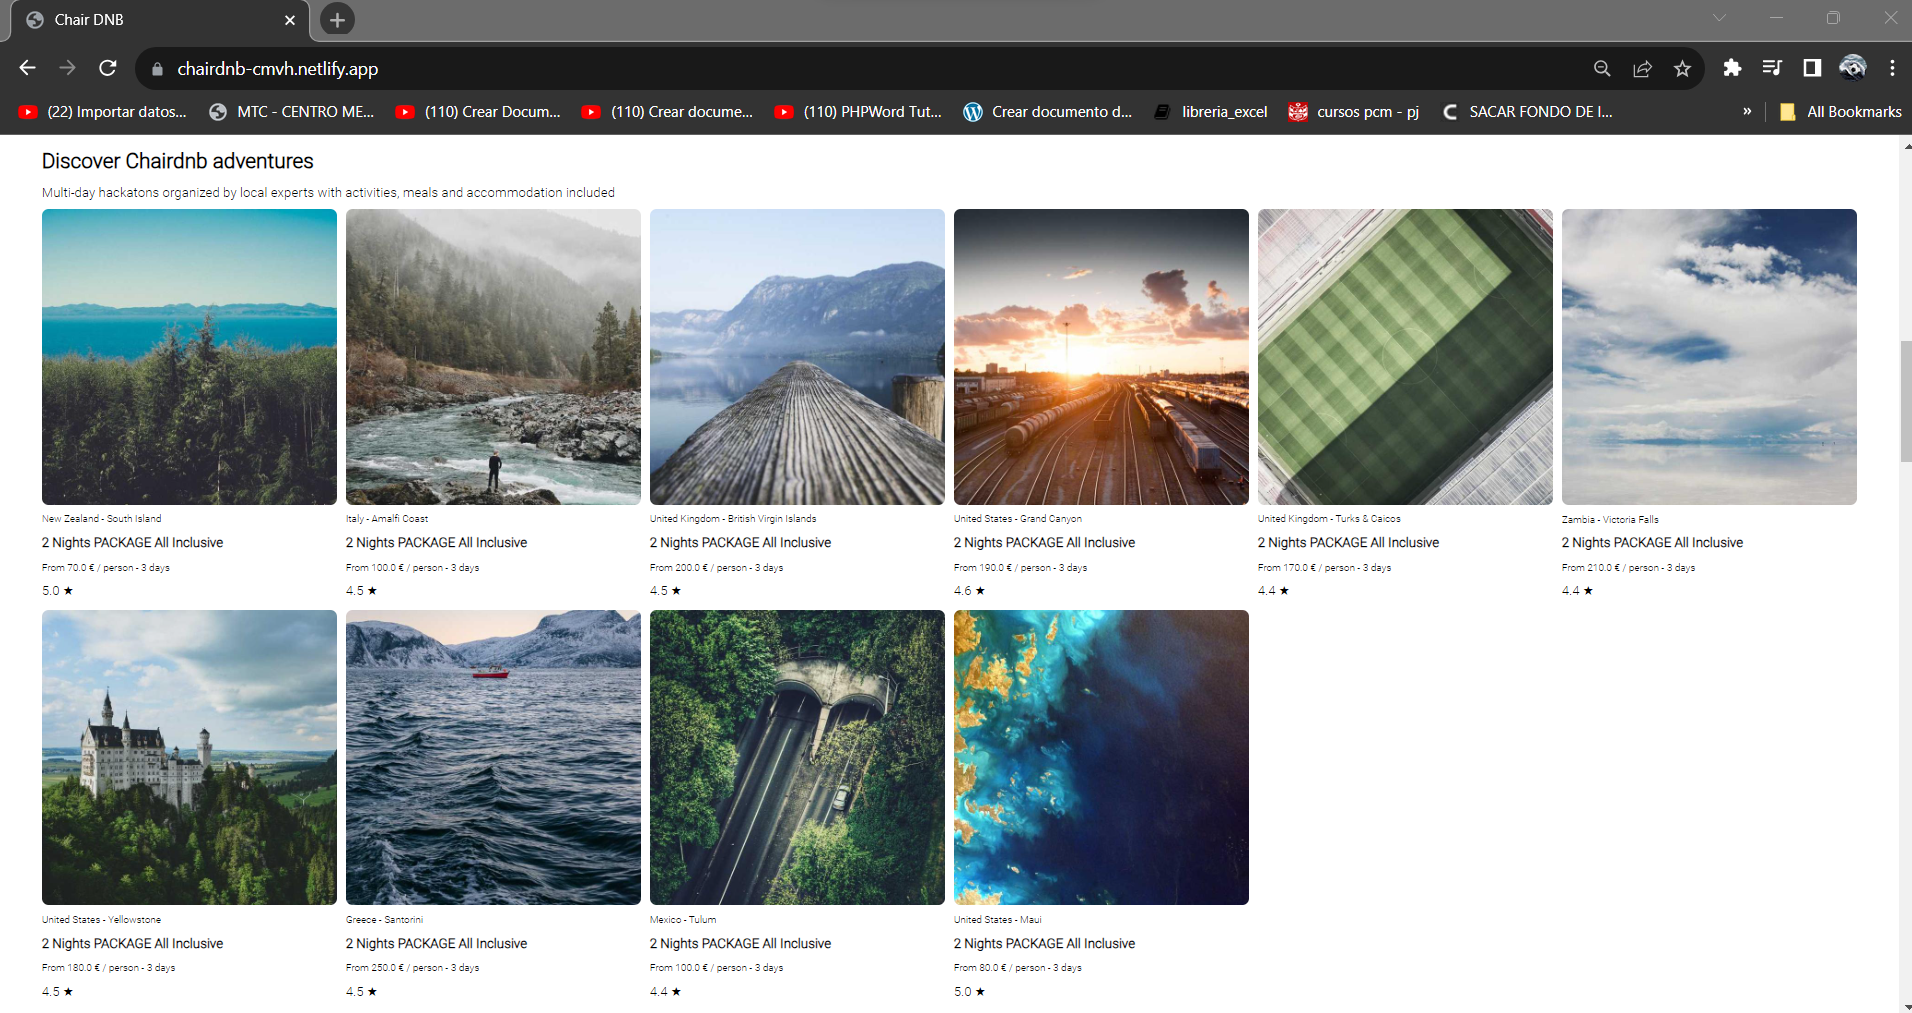 Chair DNB
chairdnb-cmvh.netlify.app
(22) Importar datos...
MTC - CENTRO ME...
(110) Crear Docum...
(110) Crear docume...
(110) PHPWord Tut...
Crear documento d...
libreria_excel
cursos pcm - pj
SACAR FONDO DE I...
»
All Bookmarks
Discover Chairdnb adventures
Multi-day hackatons organized by local experts with activities, meals and accommodation included
New Zealand - South Island
2 Nights PACKAGE All Inclusive
From 70.0 € / person - 3 days
5.0 ★
Italy - Amalfi Coast
2 Nights PACKAGE All Inclusive
From 100.0 € / person - 3 days
4.5 ★
United Kingdom - British Virgin Islands
2 Nights PACKAGE All Inclusive
From 200.0 € / person - 3 days
4.5 ★
United States - Grand Canyon
2 Nights PACKAGE All Inclusive
From 190.0 € / person - 3 days
4.6 ★
United Kingdom - Turks & Caicos
2 Nights PACKAGE All Inclusive
From 170.0 € / person - 3 days
4.4 ★
Zambia - Victoria Falls
2 Nights PACKAGE All Inclusive
From 210.0 € / person - 3 days
4.4 ★
United States - Yellowstone
2 Nights PACKAGE All Inclusive
From 180.0 € / person - 3 days
4.5 ★
Greece - Santorini
2 Nights PACKAGE All Inclusive
From 250.0 € / person - 3 days
4.5 ★
Mexico - Tulum
2 Nights PACKAGE All Inclusive
From 100.0 € / person - 3 days
4.4 ★
United States - Maui
2 Nights PACKAGE All Inclusive
From 80.0 € / person - 3 days
5.0 ★